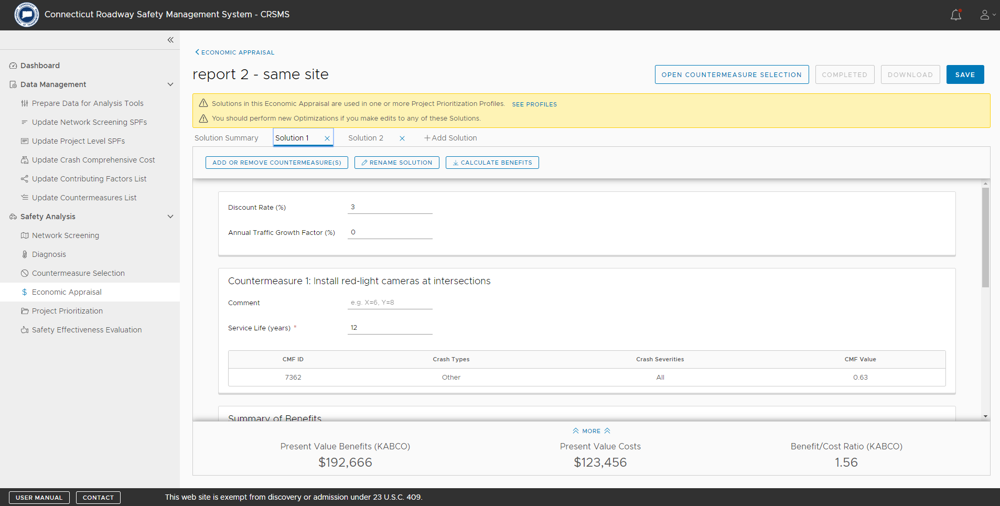 Connecticut Roadway Safety Management System - CRSMS
Dashboard
Data Management
Prepare Data for Analysis Tools
Update Network Screening SPFs
Update Project Level SPFs
Update Crash Comprehensive Cost
Update Contributing Factors List
Update Countermeasures List
Safety Analysis
Network Screening
Diagnosis
Countermeasure Selection
$ Economic Appraisal
Project Prioritization
Safety Effectiveness Evaluation
ECONOMIC APPRAISAL
report 2 - same site
OPEN COUNTERMEASURE SELECTION COMPLETED DOWNLOAD SAVE
Solutions in this Economic Appraisal are used in one or more Project Prioritization Profiles. SEE PROFILES
You should perform new Optimizations if you make edits to any of these Solutions.
Solution Summary Solution 1 Solution 2 +Add Solution
ADD OR REMOVE COUNTERMEASURE(S) RENAME SOLUTION CALCULATE BENEFITS
Discount Rate (%) 3
Annual Traffic Growth Factor (%) 0
Countermeasure 1: Install red-light cameras at intersections
Comment e.g. X=6, Y=8
Service Life (years) * 12
CMF ID Crash Types Crash Severities CMF Value
7362 Other All 0.63
Summary of Benefits
MORE
Present Value Benefits (KABCO) Present Value Costs Benefit/Cost Ratio (KABCO)
$192,666 $123,456 1.56
USER MANUAL CONTACT This web site is exempt from discovery or admission under 23 U.S.C. 409.